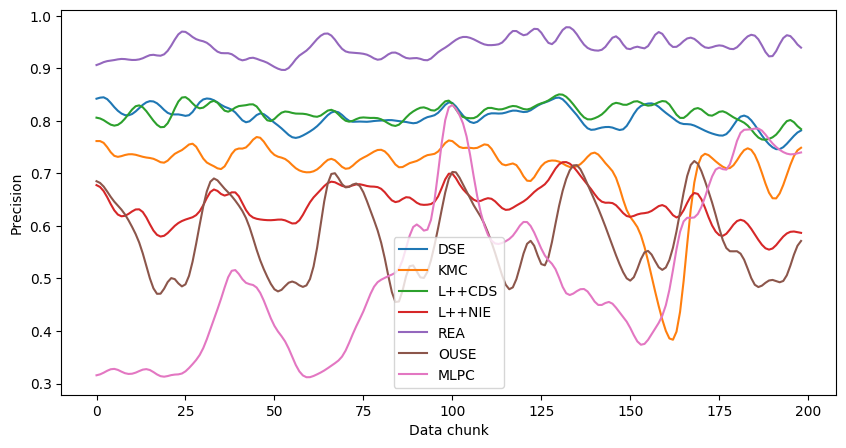 1.0
0.9
0.8
0.7
0.6
0.5
0.4
0.3
Precision
DSE
KMC
L++CDS
L++NIE
REA
OUSE
MLPC
0 25 50 75 100 125 150 175 200
Data chunk